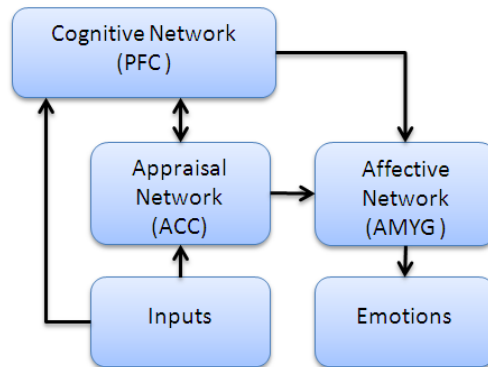 Cognitive Network
(PFC)
Appraisal
Network
(ACC)
Affective
Network
(AMYG)
Inputs
Emotions